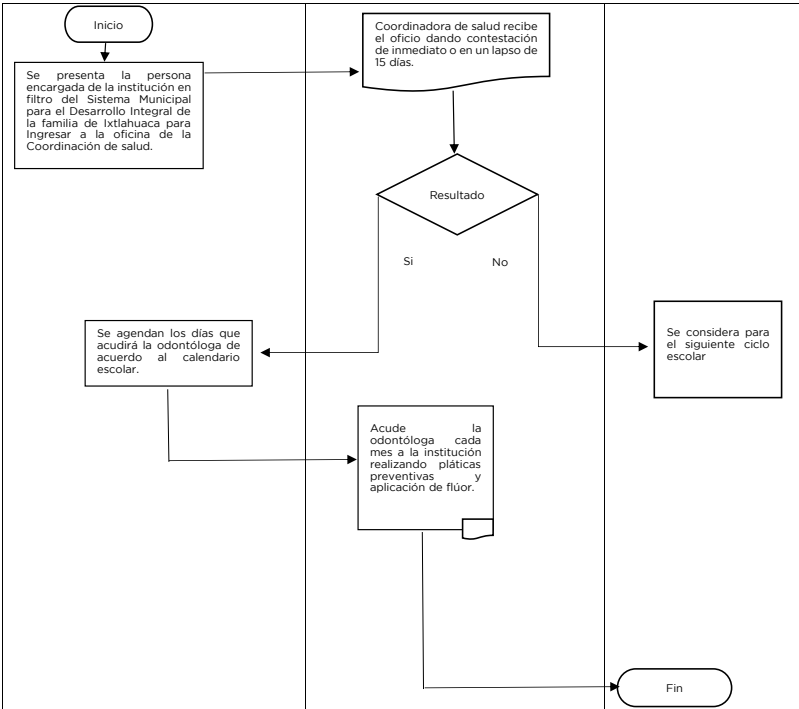 Inicio
Se presenta la persona
encargada de la institución en
filtro del Sistema Municipal
para el Desarrollo Integral de
la familia de Ixtlahuaca para
Ingresar a la oficina de la
Coordinación de salud.
Coordinadora de salud recibe
el oficio dando contestación
de inmediato o en un lapso de
15 días.
Resultado
Si
No
Se agendan los días que
acudirá la odontóloga de
acuerdo al calendario
escolar.
Se considera para
el siguiente ciclo
escolar
Acude la
odontóloga cada
mes a la institución
realizando pláticas
preventivas y
aplicación de flúor.
Fin